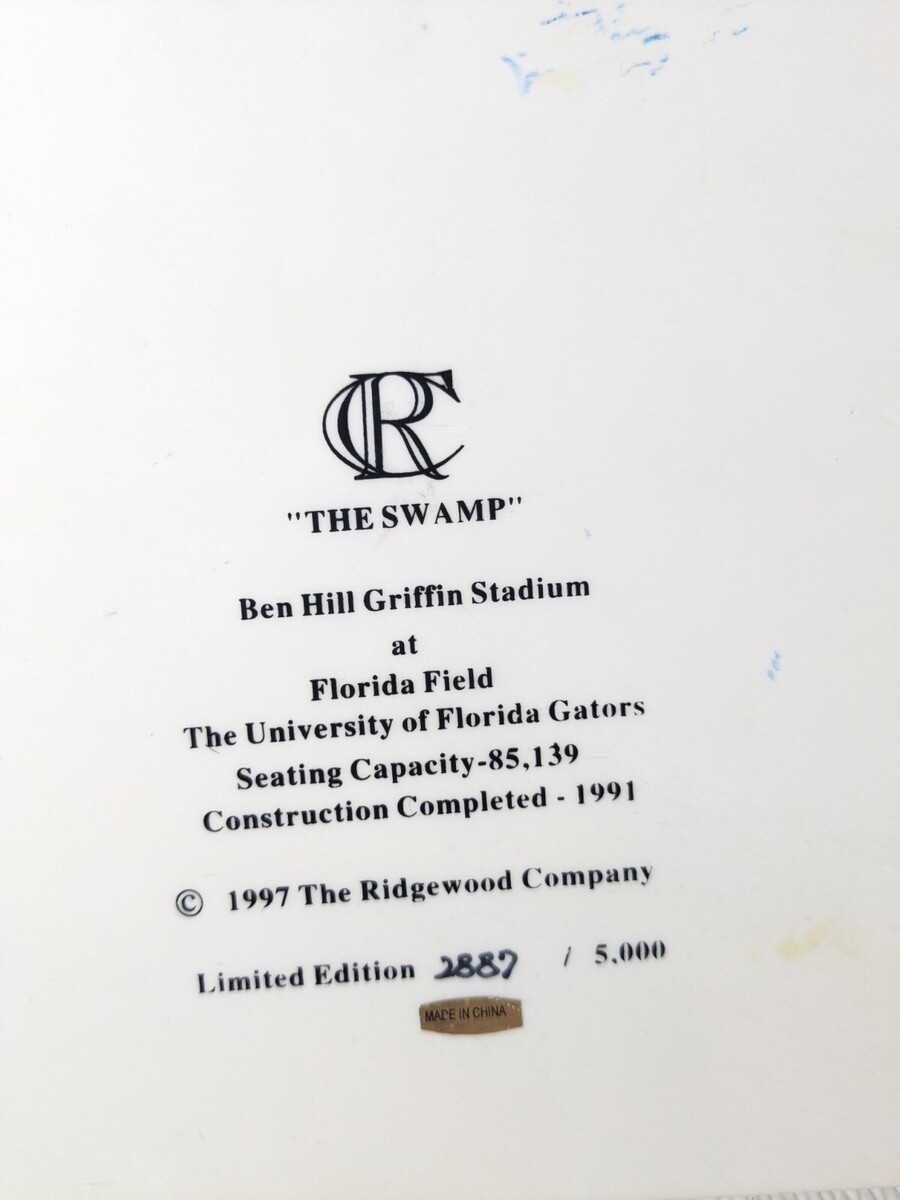 CR
"THE SWAMP"
Ben Hill Griffin Stadium
at
Florida Field
The University of Florida Gators
Seating Capacity-85,139
Construction Completed - 1991
© 1997 The Ridgewood Company
Limited Edition 2887 / 5,000
MADE IN CHINA